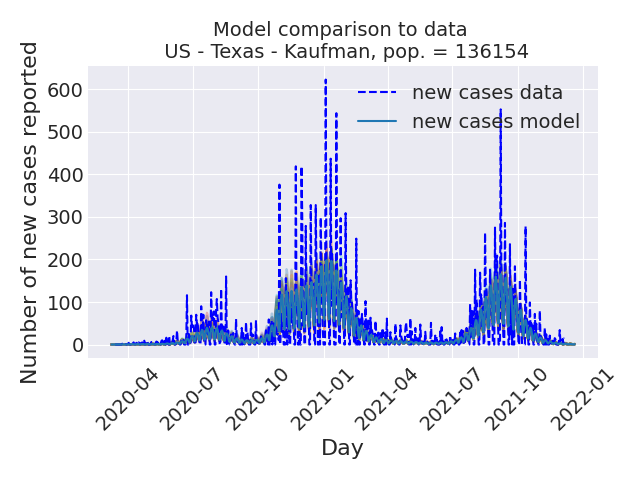 Model comparison to data
US - Texas - Kaufman, pop. = 136154
Number of new cases reported
600
500
400
300
200
100
0
new cases data
new cases model
2020-04
2020-07
2020-10
2021-01
2021-04
2021-07
2021-10
2022-01
Day